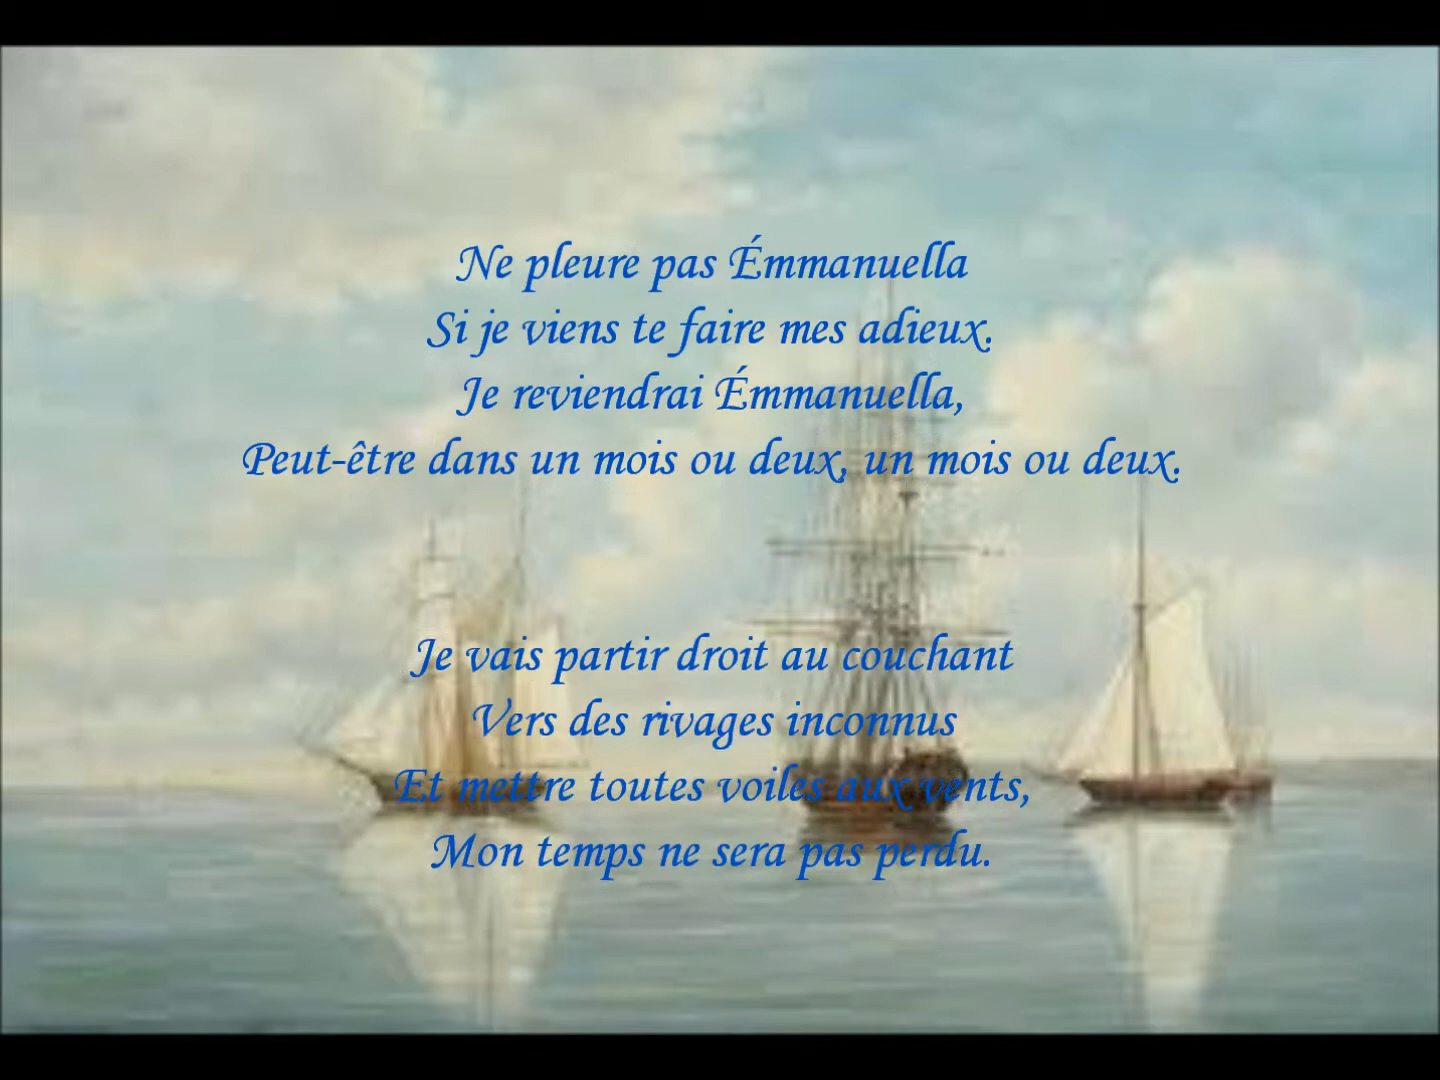 Ne pleure pas Émmanuella
Si je viens te faire mes adieux.
Je reviendrai Émmanuella,
Peut-être dans un mois ou deux, un mois ou deux.
Je vais partir droit au couchant
Vers des rivages inconnus
Et mettre toutes voiles aux vents,
Mon temps ne sera pas perdu.